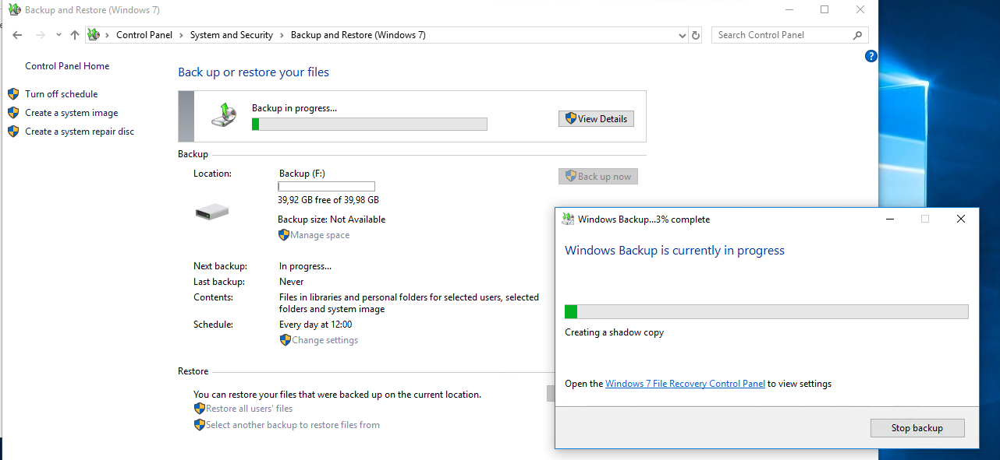 Backup and Restore (Windows 7)
Control Panel > System and Security > Backup and Restore (Windows 7)
Search Control Panel
?
Control Panel Home
Turn off schedule
Create a system image
Create a system repair disc
Back up or restore your files
Backup in progress...
View Details
Backup
Location:
Backup (F:)
Back up now
39,92 GB free of 39,98 GB
Backup size: Not Available
Manage space
Next backup:
In progress...
Last backup:
Never
Contents:
Files in libraries and personal folders for selected users, selected
folders and system image
Schedule:
Every day at 12:00
Change settings
Restore
You can restore your files that were backed up on the current location.
Restore all users' files
Select another backup to restore files from
Windows Backup...3% complete
Windows Backup is currently in progress
Creating a shadow copy
Open the Windows 7 File Recovery Control Panel to view settings
Stop backup